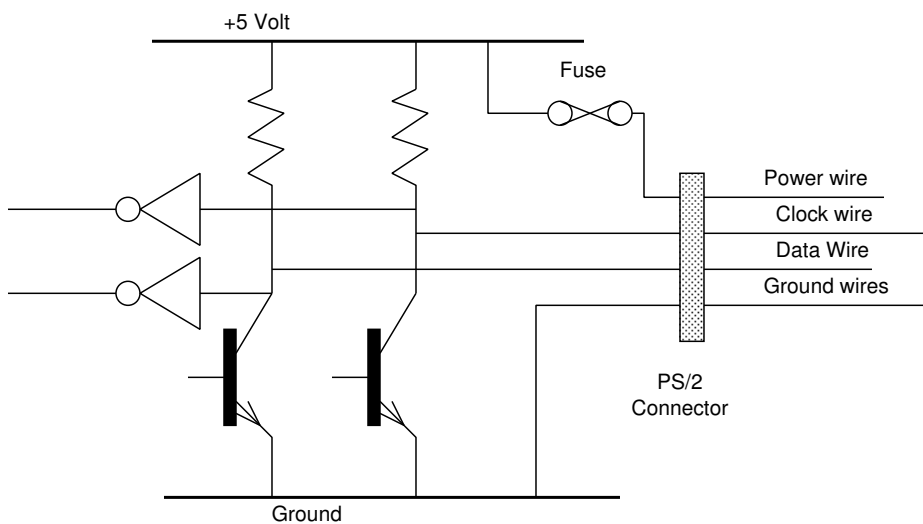 +5 Volt
Fuse
Power wire
Clock wire
Data Wire
Ground wires
PS/2
Connector
Ground